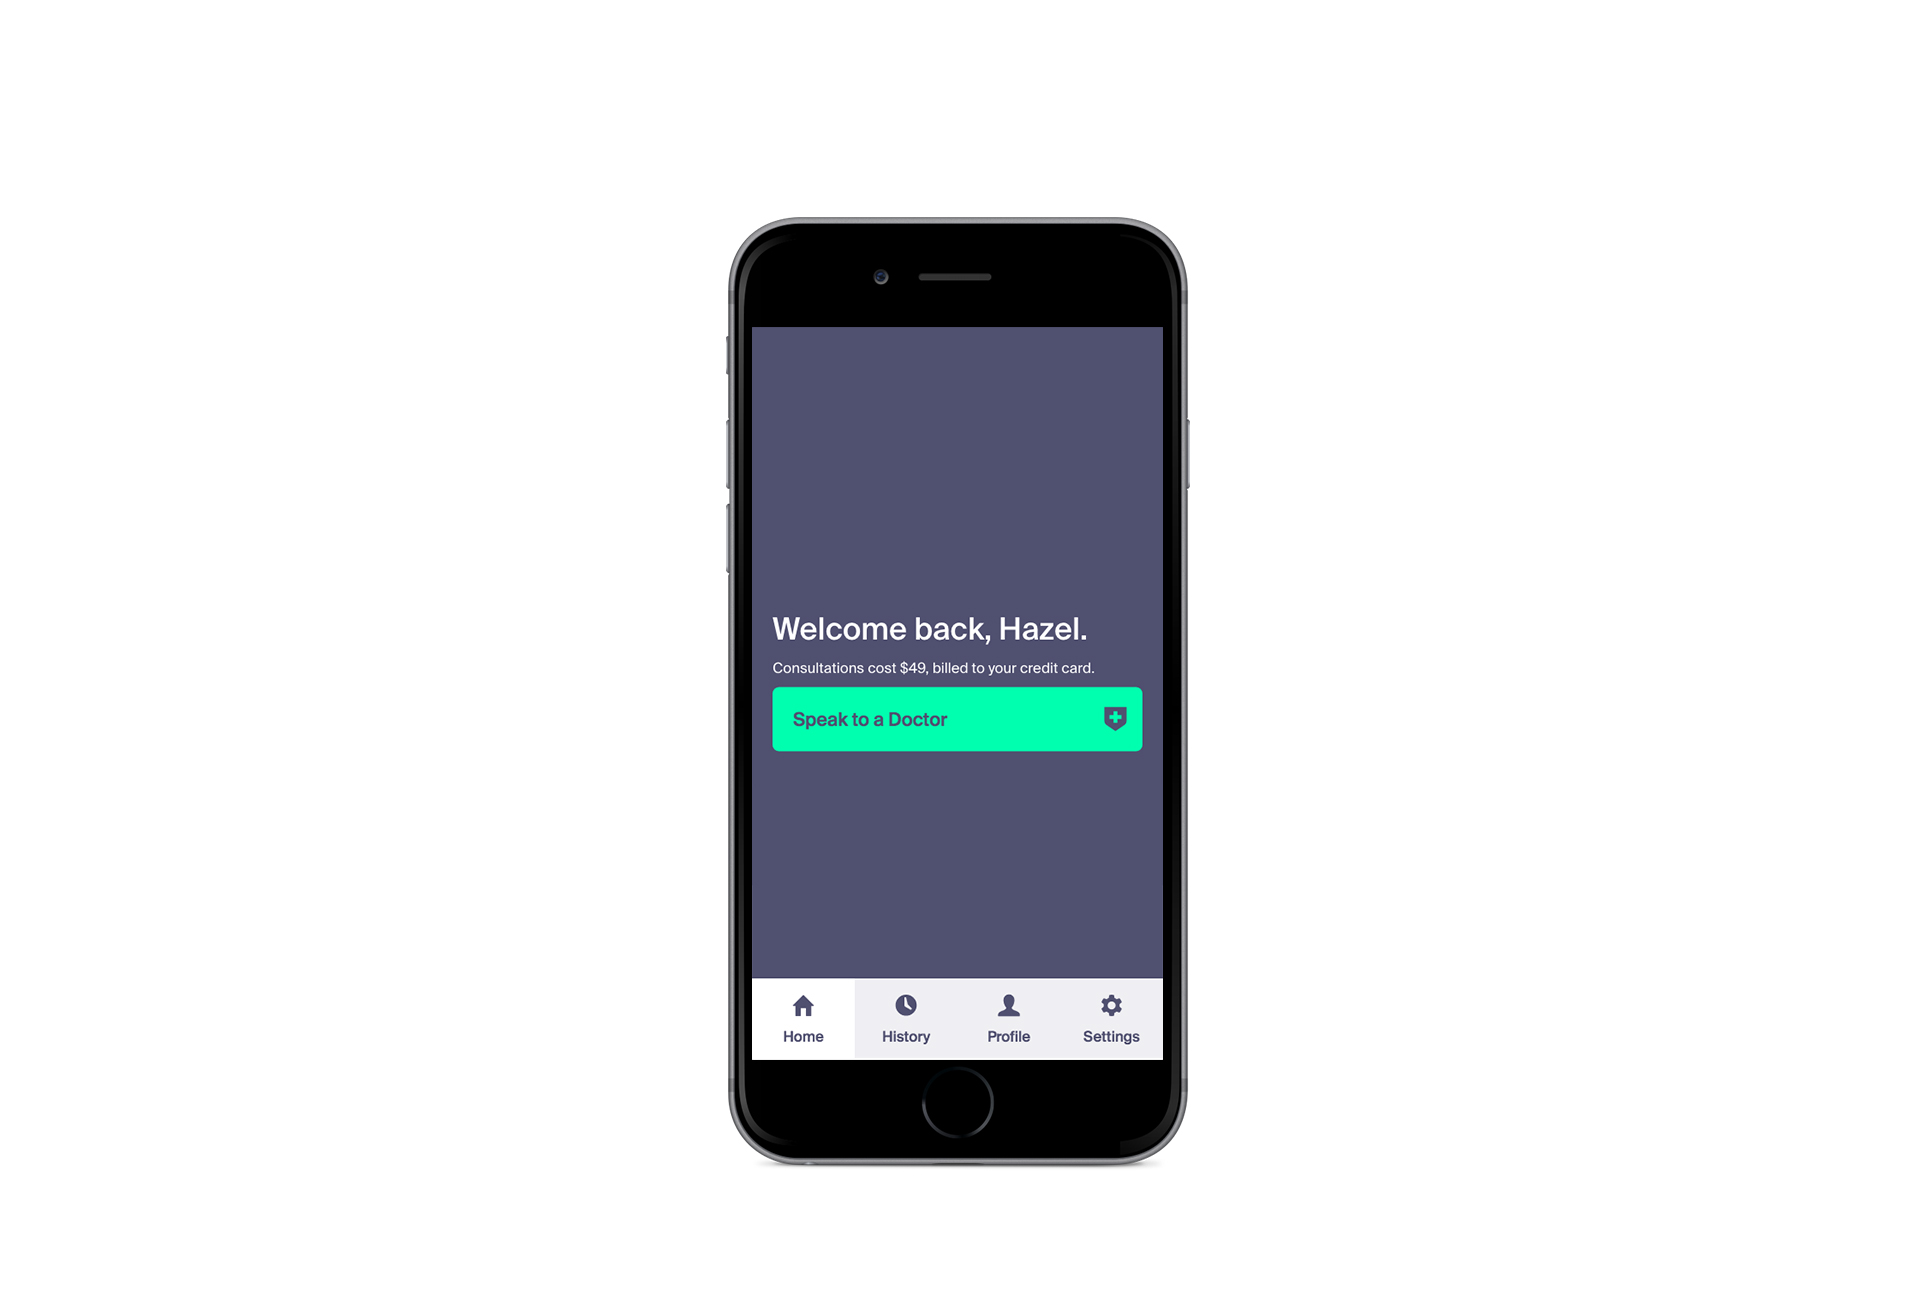 Welcome back, Hazel.
Consultations cost $49, billed to your credit card.
Speak to a Doctor
Home
History
Profile
Settings